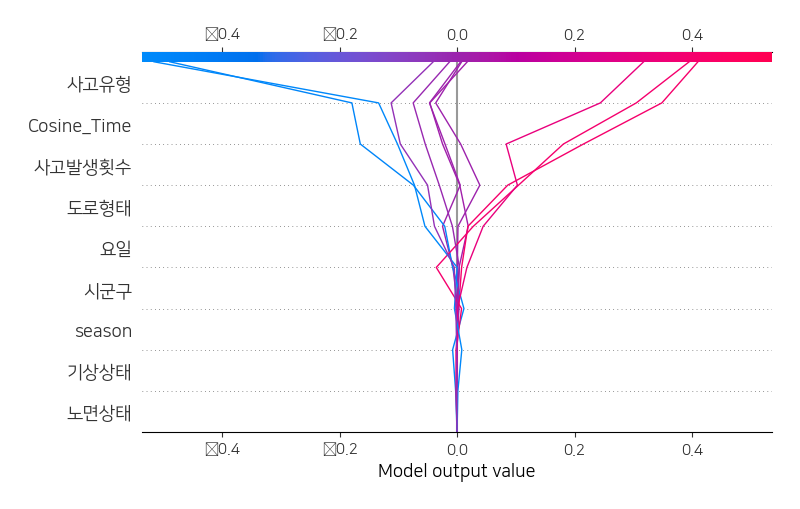 0.4 0.2 0.0 0.2 0.4
사고유형
Cosine_Time
사고발생횟수
도로형태
요일
시군구
season
기상상태
노면상태
0.4 0.2 0.0 0.2 0.4
Model output value